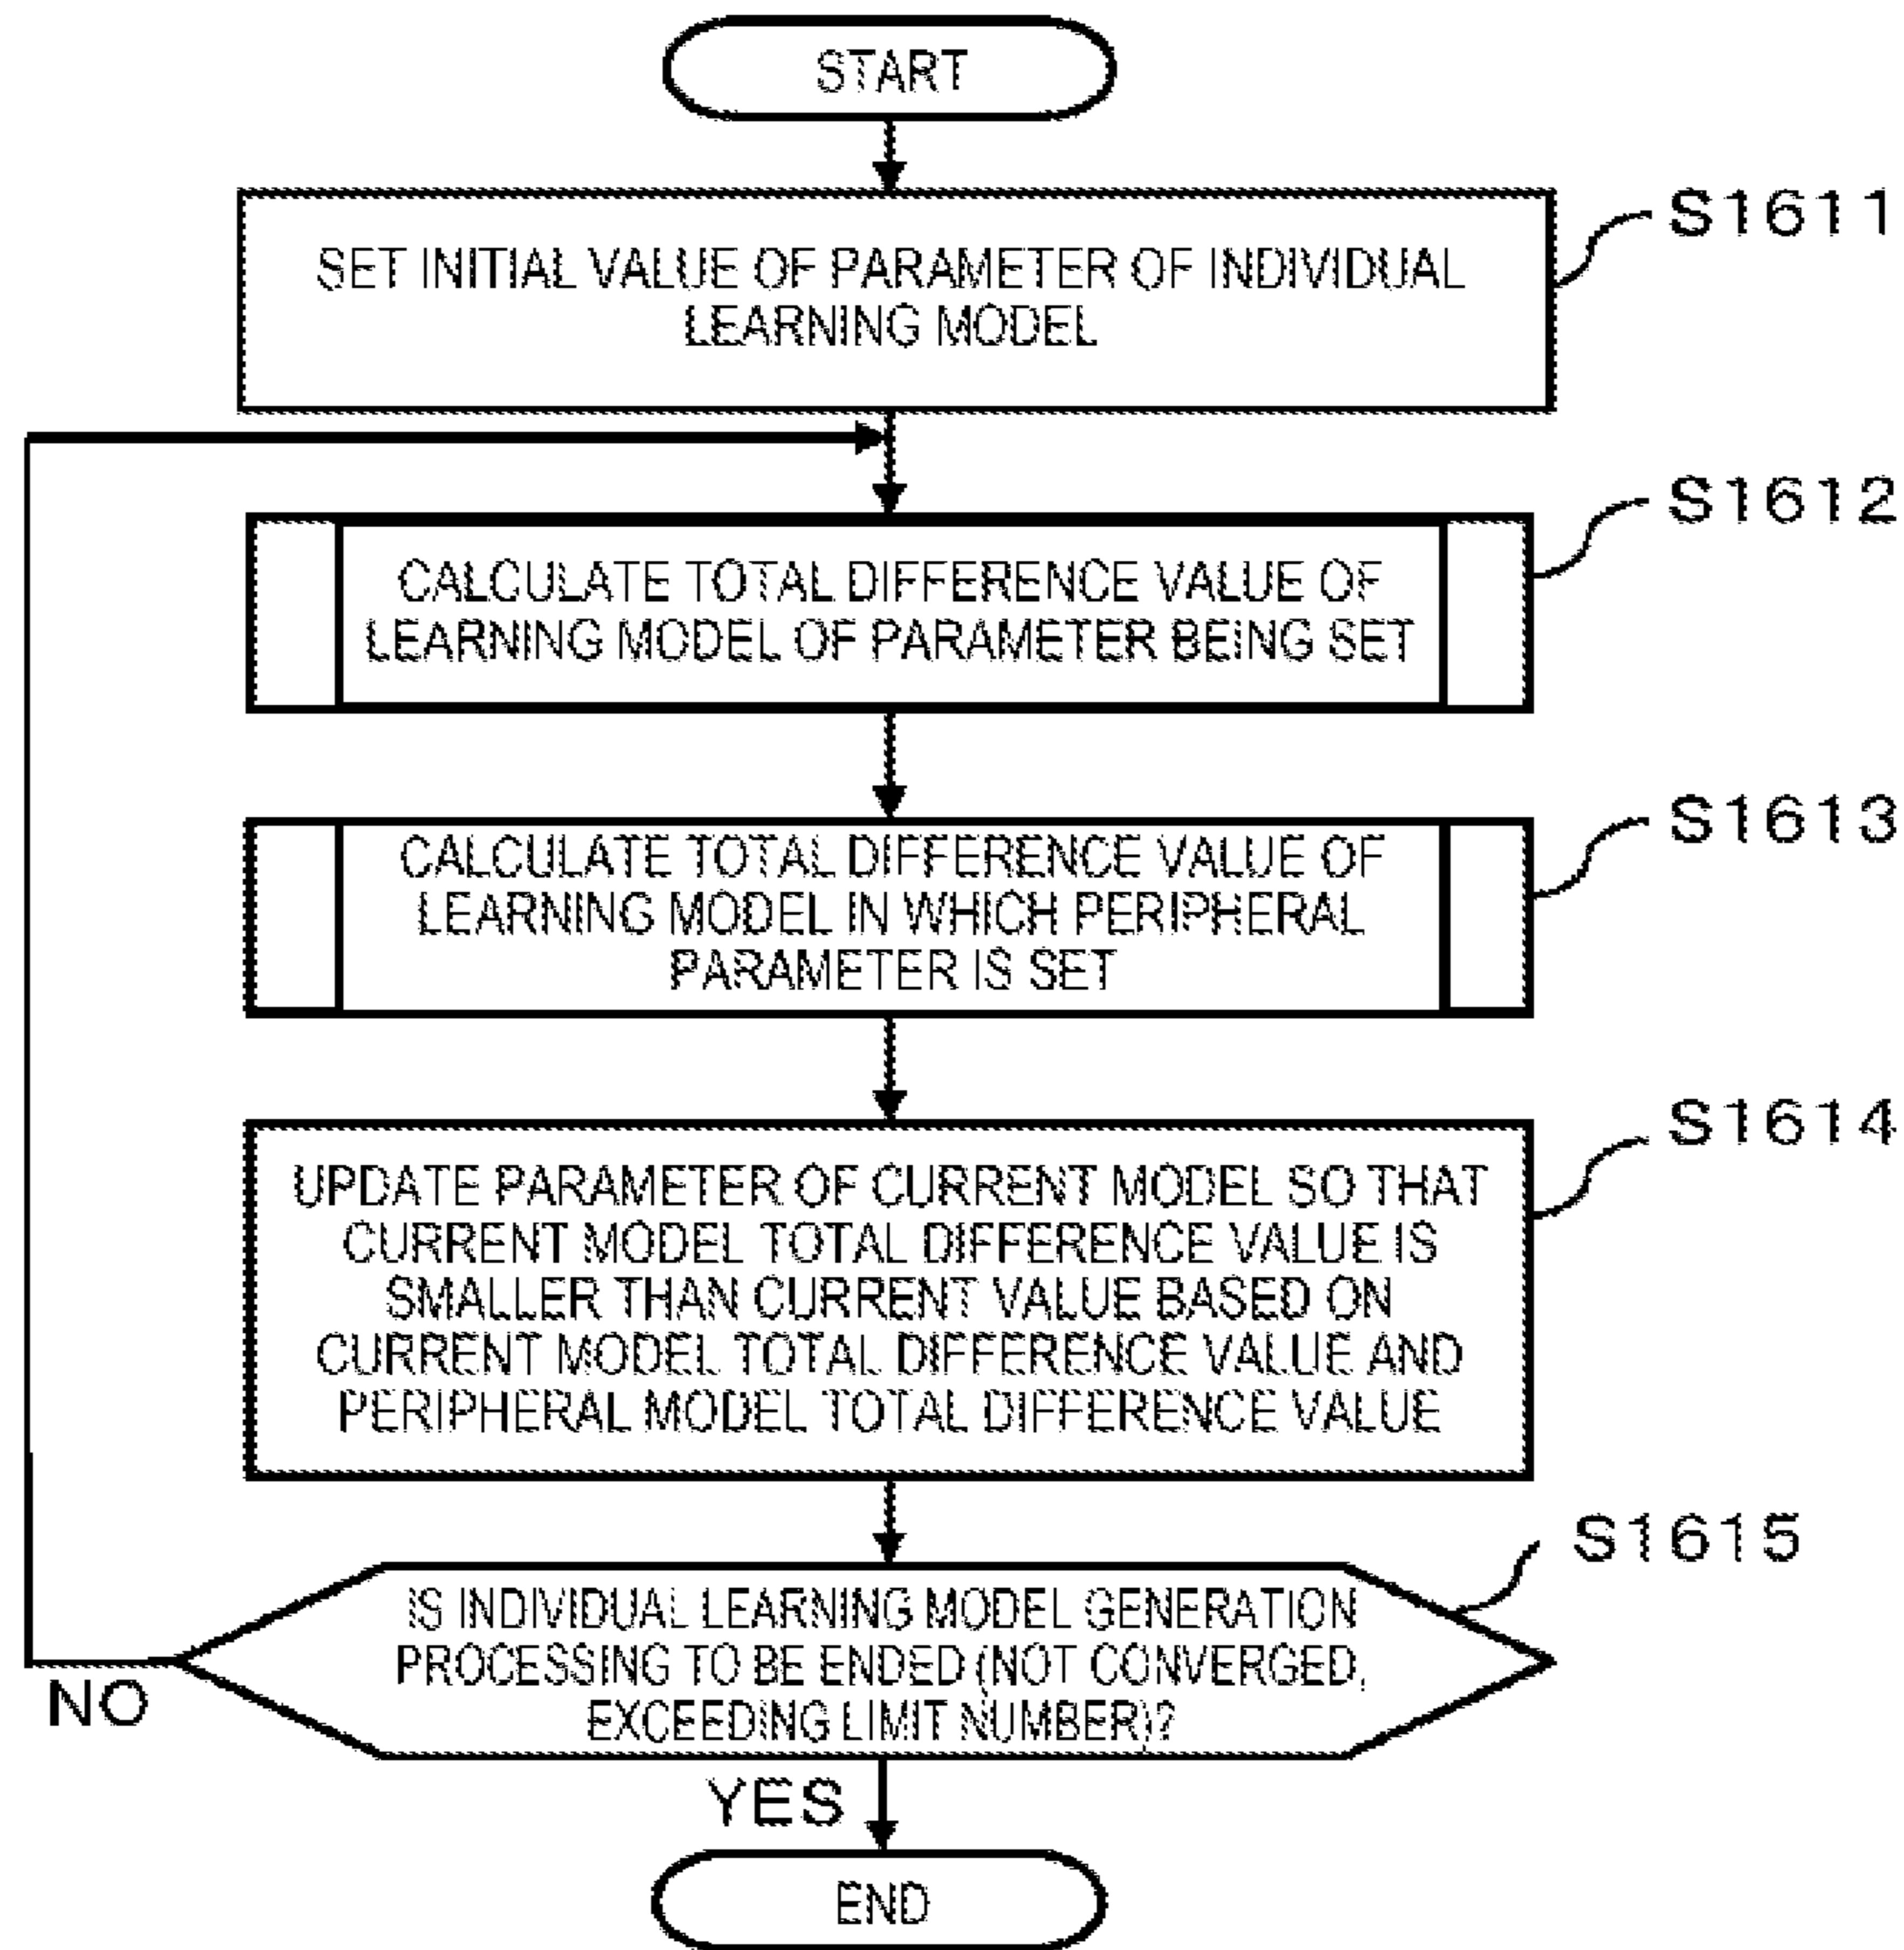 START
SET INITIAL VALUE OF PARAMETER OF INDIVIDUAL
LEARNING MODEL
S1611
CALCULATE TOTAL DIFFERENCE VALUE OF
LEARNING MODEL OF PARAMETER BEING SET
S1612
CALCULATE TOTAL DIFFERENCE VALUE OF
LEARNING MODEL IN WHICH PERIPHERAL
PARAMETER IS SET
S1613
UPDATE PARAMETER OF CURRENT MODEL SO THAT
CURRENT MODEL TOTAL DIFFERENCE VALUE IS
SMALLER THAN CURRENT VALUE BASED ON
CURRENT MODEL TOTAL DIFFERENCE VALUE AND
PERIPHERAL MODEL TOTAL DIFFERENCE VALUE
S1614
IS INDIVIDUAL LEARNING MODEL GENERATION
PROCESSING TO BE ENDED (NOT CONVERGED,
EXCEEDING LIMIT NUMBER)?
S1615
NO
YES
END